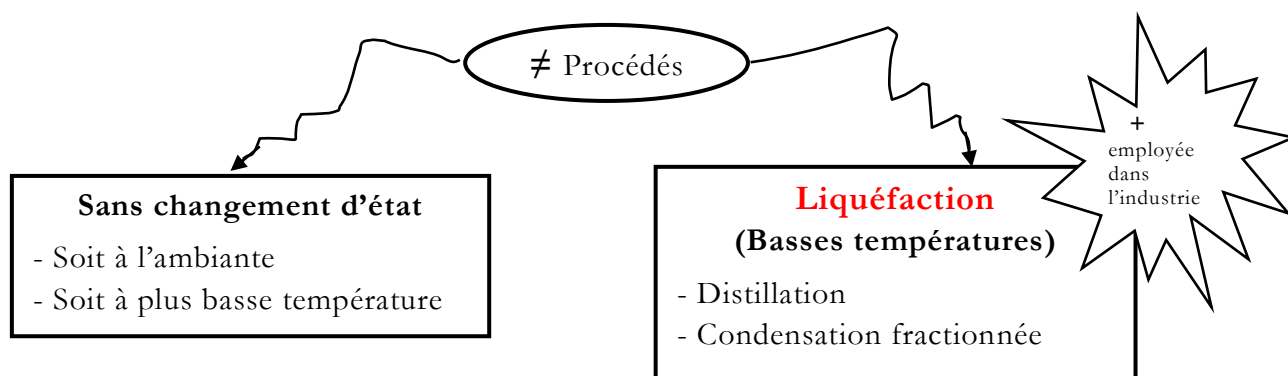 ≠ Procédés
Sans changement d’état
- Soit à l’ambiante
- Soit à plus basse température
Liquéfaction
(Basses températures)
- Distillation
- Condensation fractionnée
+
employée
dans
l’industrie